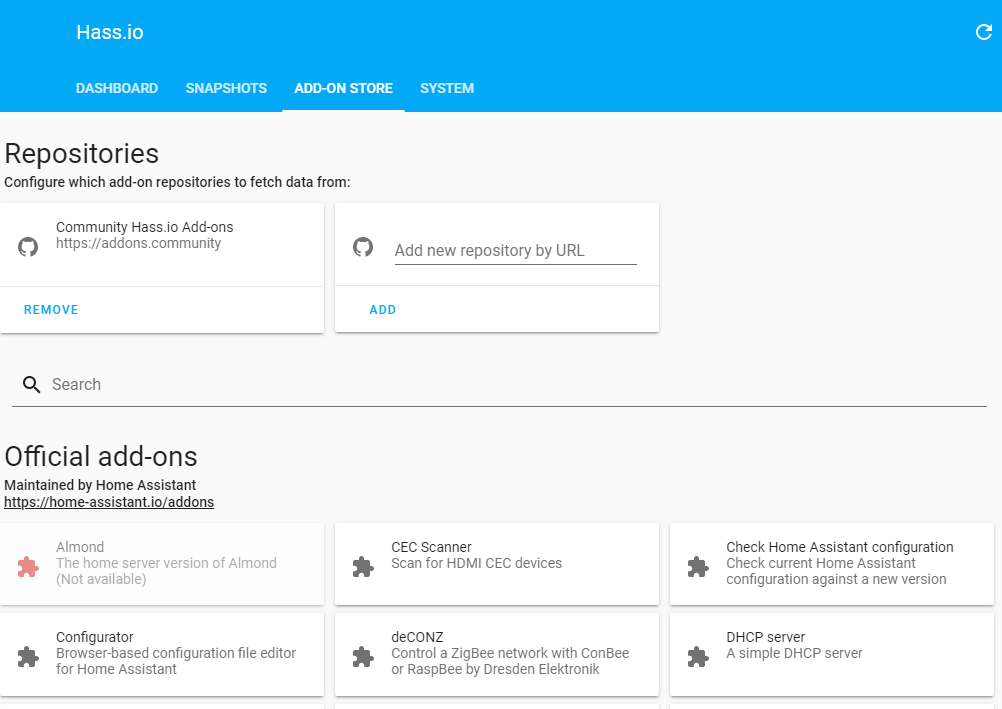 Hass.io
DASHBOARD SNAPSHOTS ADD-ON STORE SYSTEM
Repositories
Configure which add-on repositories to fetch data from:
Community Hass.io Add-ons
https://addons.community
REMOVE
Add new repository by URL
ADD
Search
Official add-ons
Maintained by Home Assistant
https://home-assistant.io/addons
Almond
The home server version of Almond
(Not available)
CEC Scanner
Scan for HDMI CEC devices
Check Home Assistant configuration
Check current Home Assistant
configuration against a new version
Configurator
Browser-based configuration file editor
for Home Assistant
deCONZ
Control a ZigBee network with ConBee
or RaspBee by Dresden Elektronik
DHCP server
A simple DHCP server